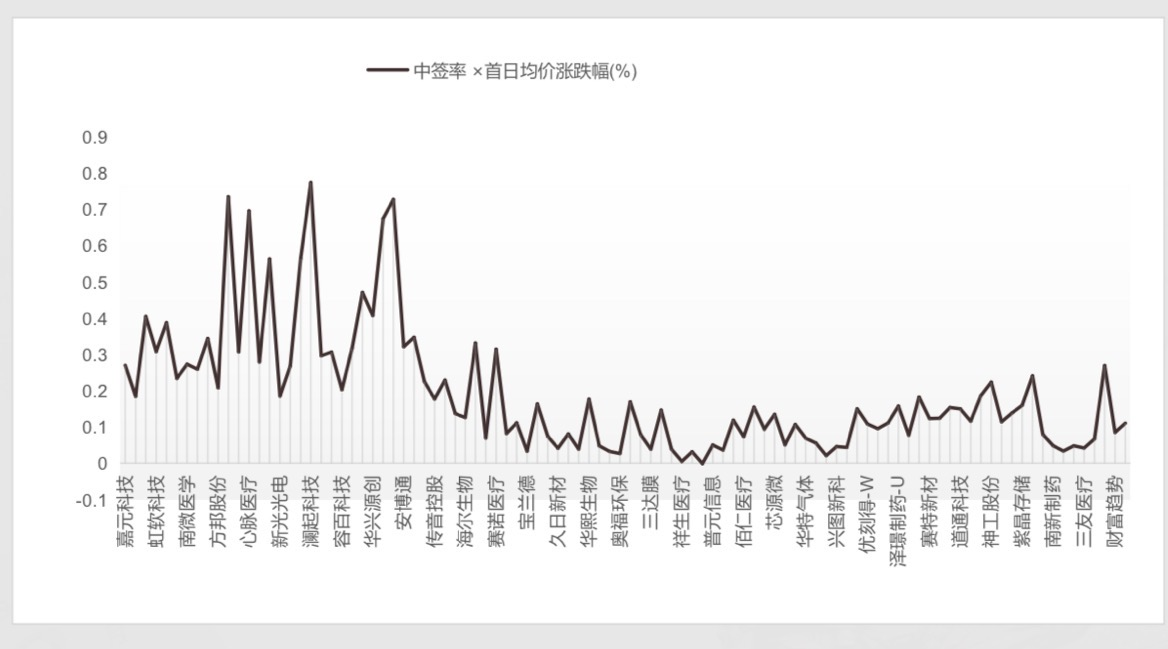 中签率 ×首日均价涨跌幅(%)
0.9
0.8
0.7
0.6
0.5
0.4
0.3
0.2
0.1
0
-0.1
嘉元科技
虹软科技
南微医学
方邦股份
心脉医疗
新光光电
澜起科技
容百科技
华兴源创
安博通
传音控股
海尔生物
赛诺医疗
宝兰德
久日新材
华熙生物
奥福环保
三达膜
祥生医疗
普元信息
佰仁医疗
芯源微
华特气体
兴图新科
优刻得-W
泽璟制药-U
赛特新材
道通科技
神工股份
紫晶存储
南新制药
三友医疗
财富趋势